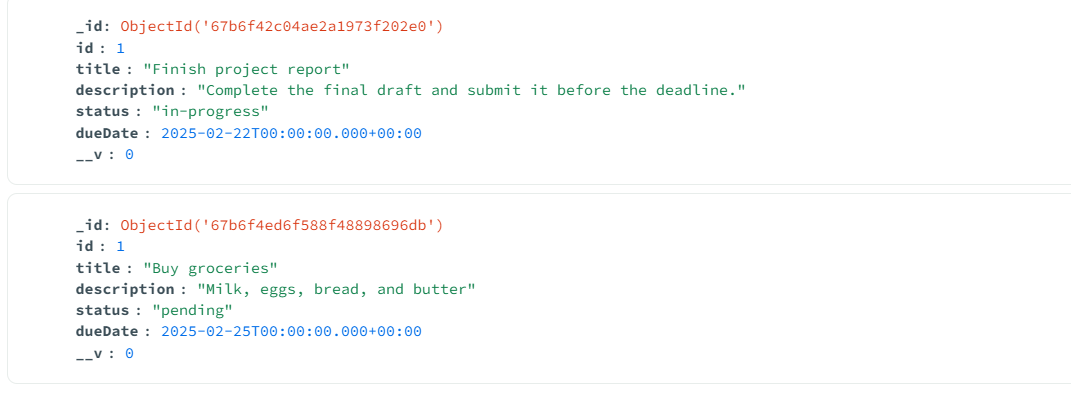 _id: ObjectId('67b6f42c04ae2a1973f202e0')
id : 1
title : "Finish project report"
description : "Complete the final draft and submit it before the deadline."
status : "in-progress"
dueDate : 2025-02-22T00:00:00.000+00:00
__v : 0
_id: ObjectId('67b6f4ed6f588f48898696db')
id : 1
title : "Buy groceries"
description : "Milk, eggs, bread, and butter"
status : "pending"
dueDate : 2025-02-25T00:00:00.000+00:00
__v : 0